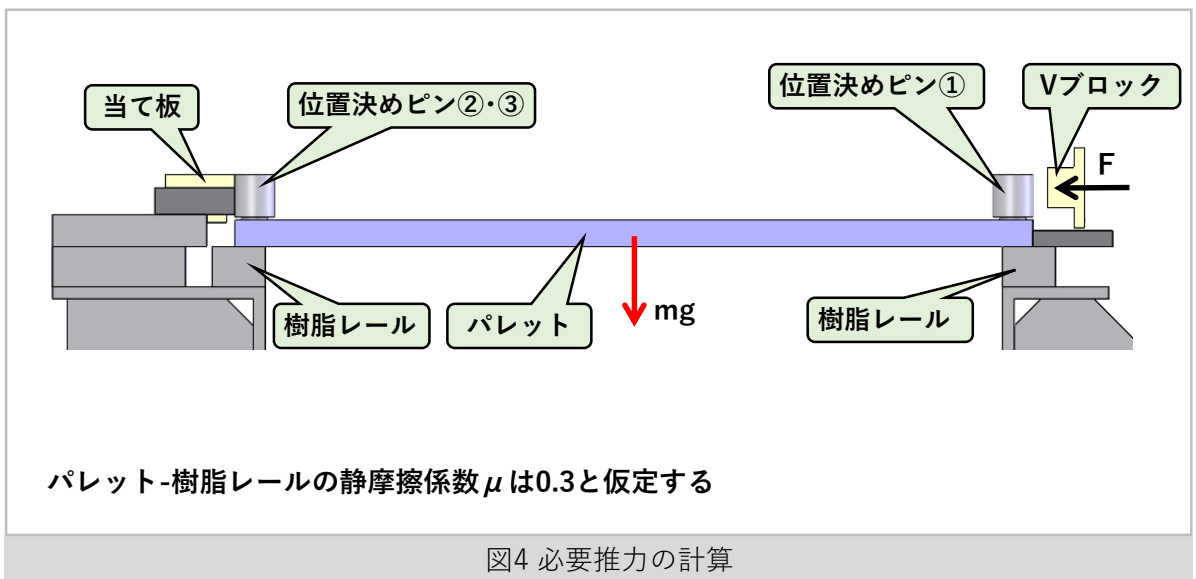 当て板
位置決めピン②・③
位置決めピン①
Vブロック
F
樹脂レール
パレット
mg
樹脂レール
パレット-樹脂レールの静摩擦係数μは0.3と仮定する
図4 必要推力の計算